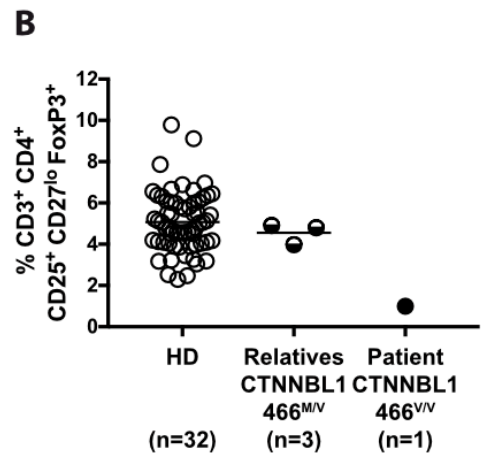 B
% CD3⁺ CD4⁺
CD25⁺ CD27ˡᵒ FoxP3⁺
12
10
8
6
4
2
0
HD Relatives Patient
CTNNBL1 CTNNBL1
466ᴹ/ⱽ 466ⱽ/ⱽ
(n=32) (n=3) (n=1)